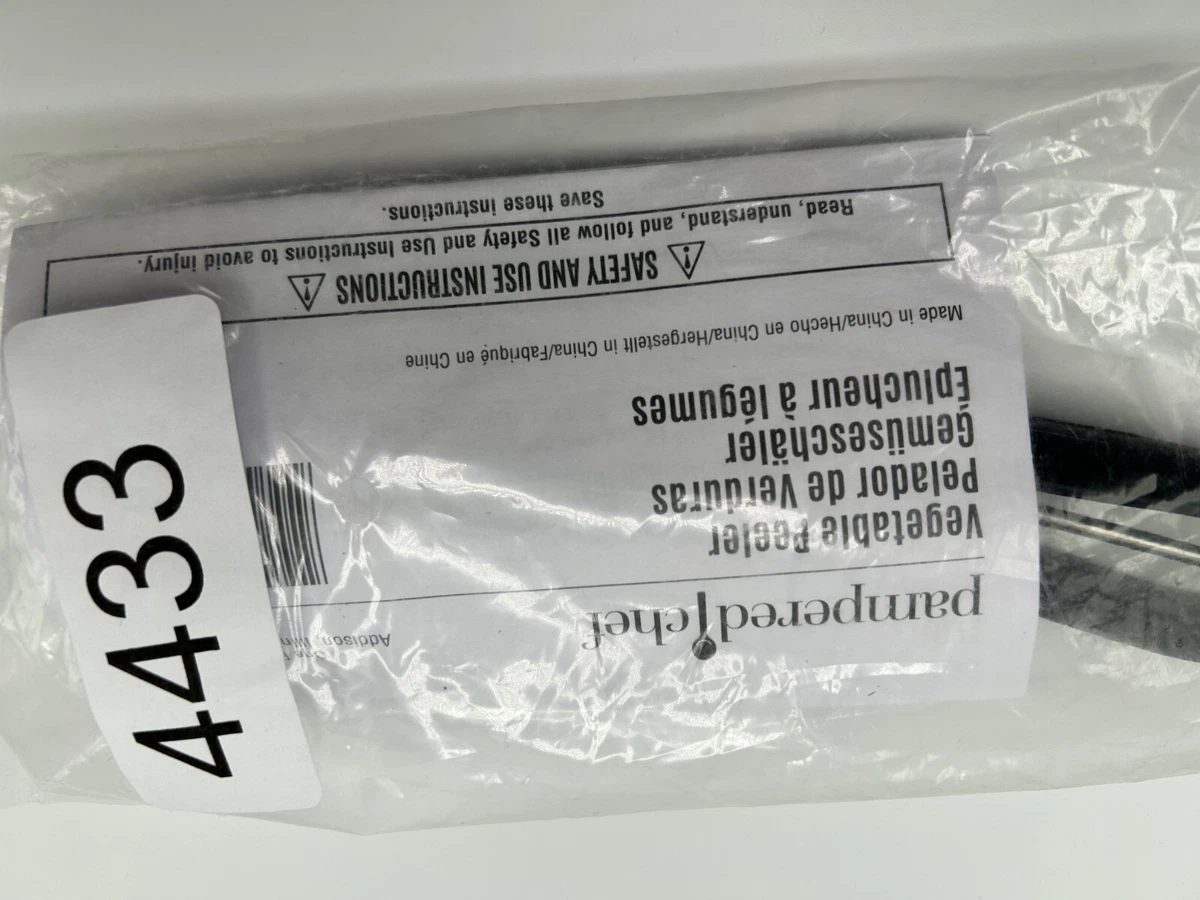 pampered chef
Addison,
Vegetable Peeler
Pelador de Verduras
Gemüseschäler
Éplucheur à légumes
Made in China/Hecho en China/Hergestellt in China/Fabriqué en Chine
SAFETY AND USE INSTRUCTIONS
Read, understand, and follow all Safety and Use Instructions to avoid injury.
Save these instructions.
4433